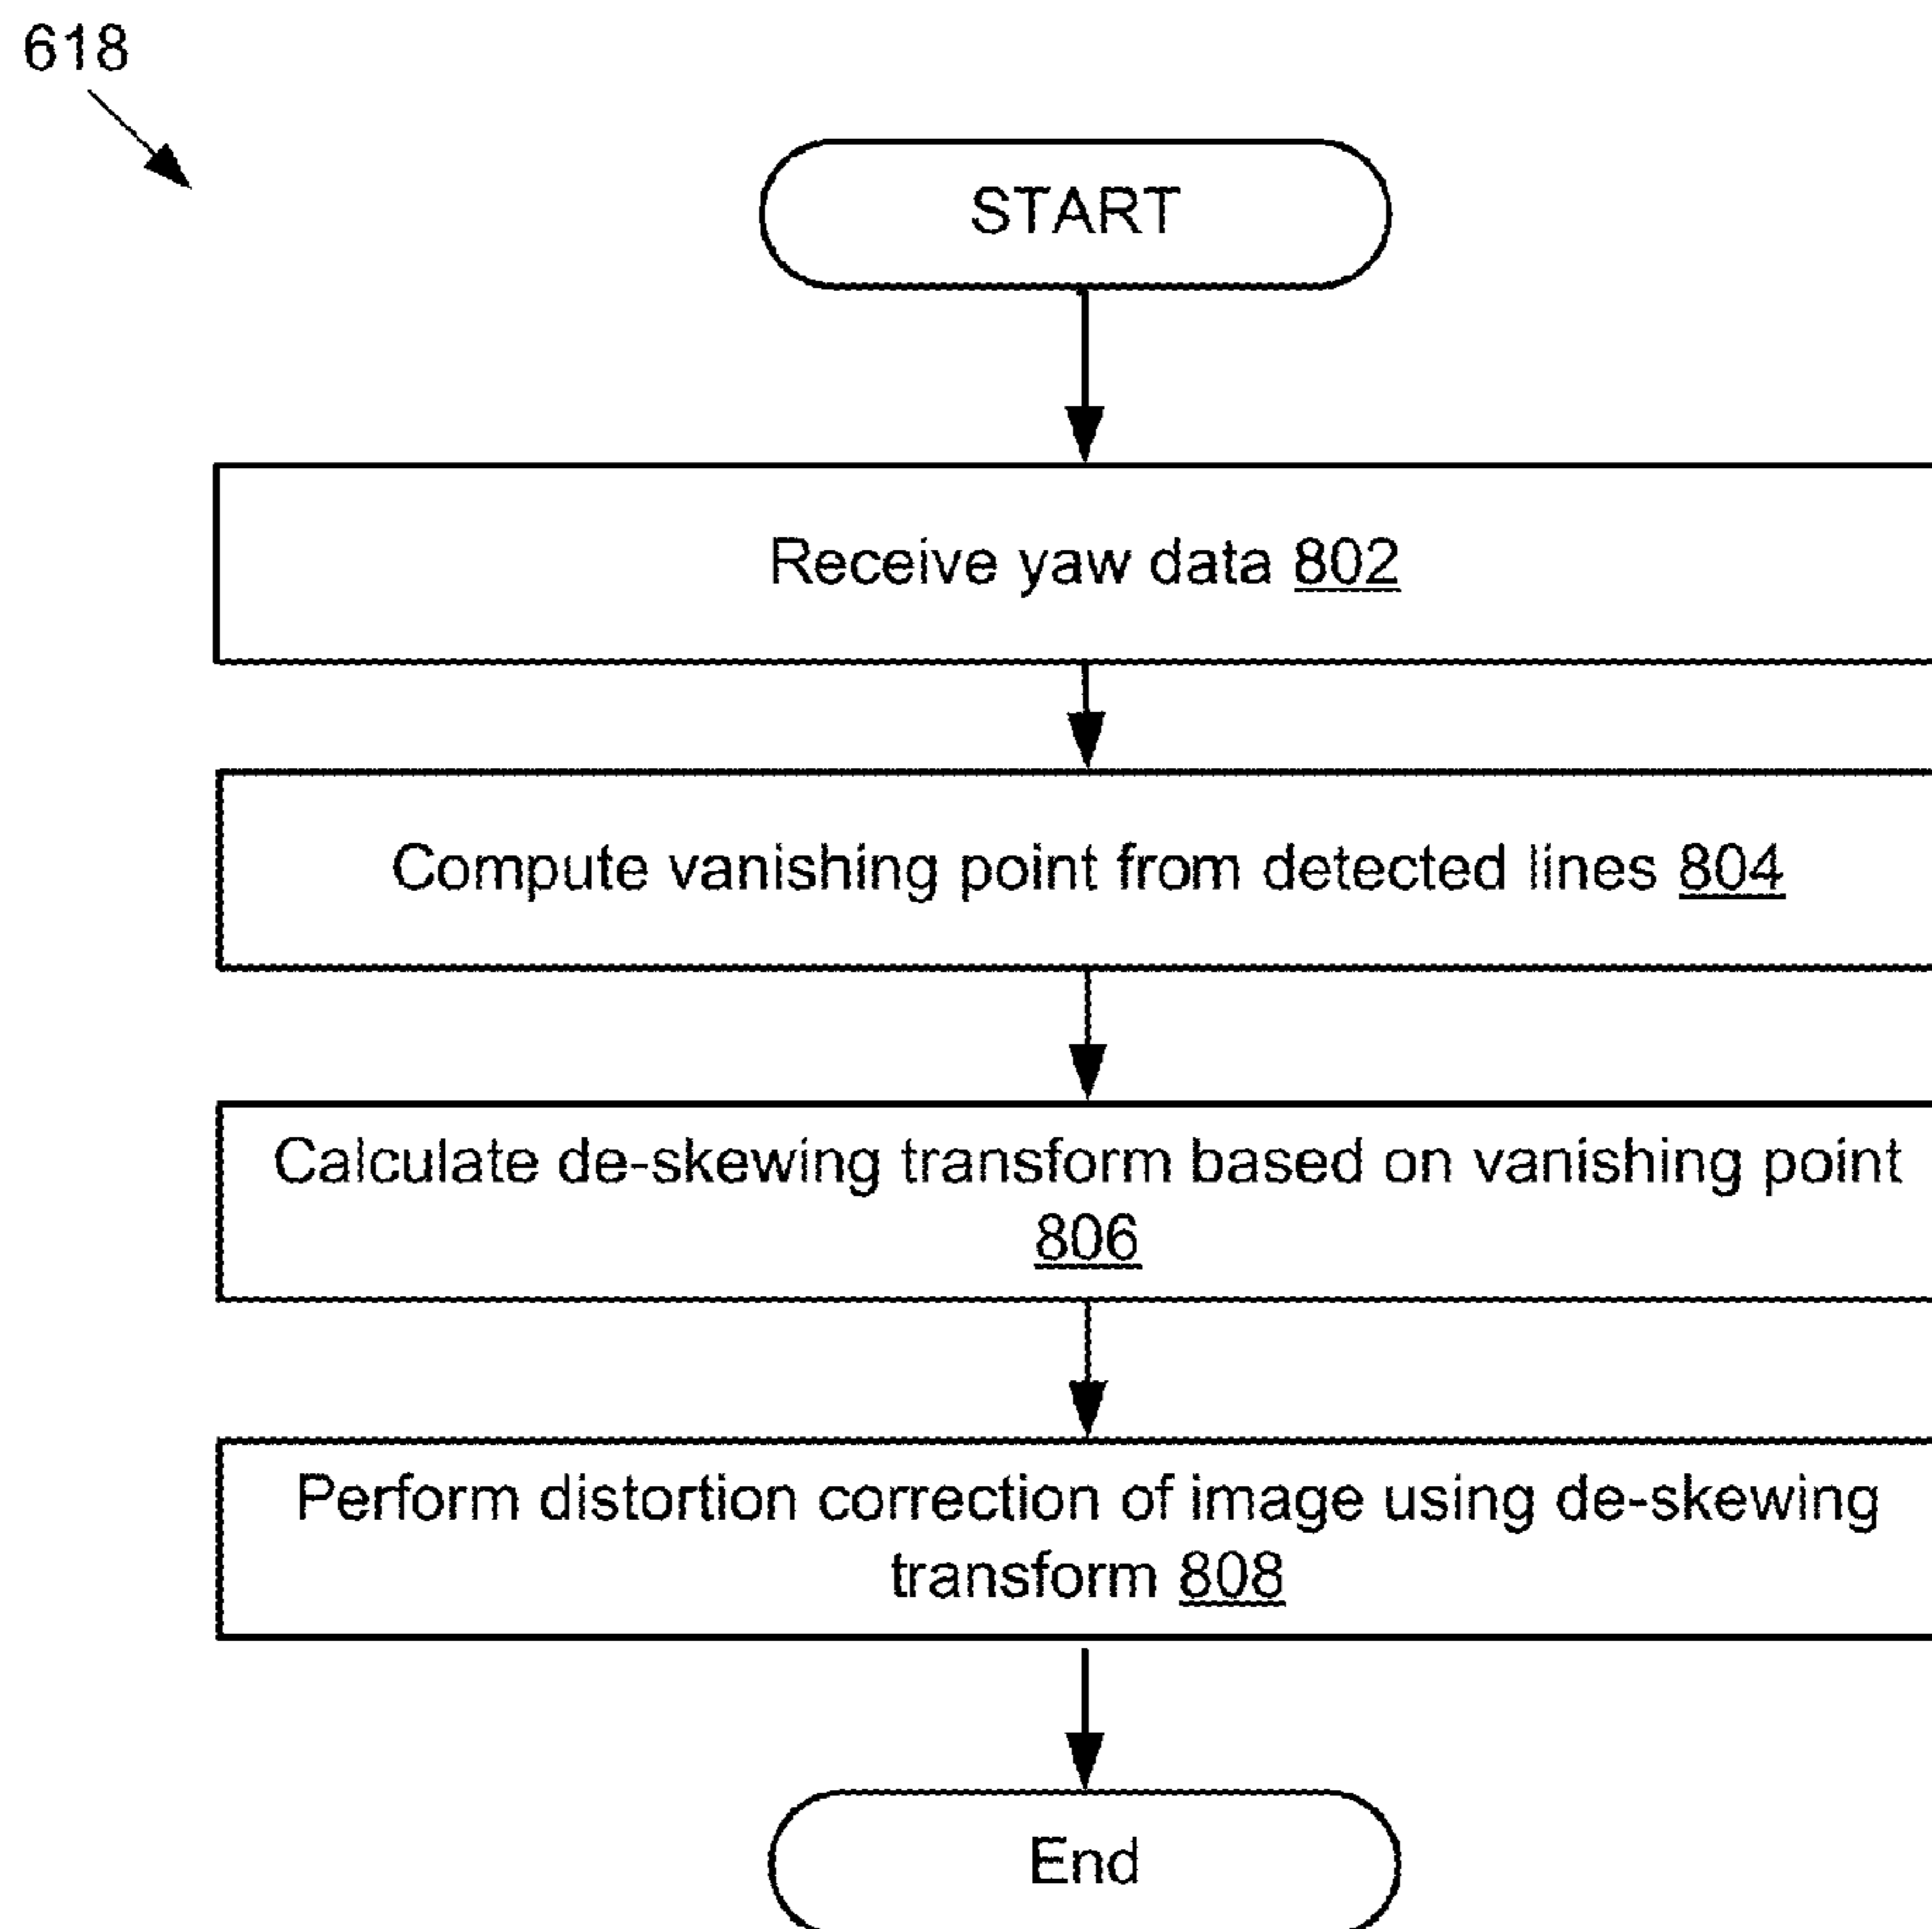 618
START
Receive yaw data 802
Compute vanishing point from detected lines 804
Calculate de-skewing transform based on vanishing point
806
Perform distortion correction of image using de-skewing
transform 808
End